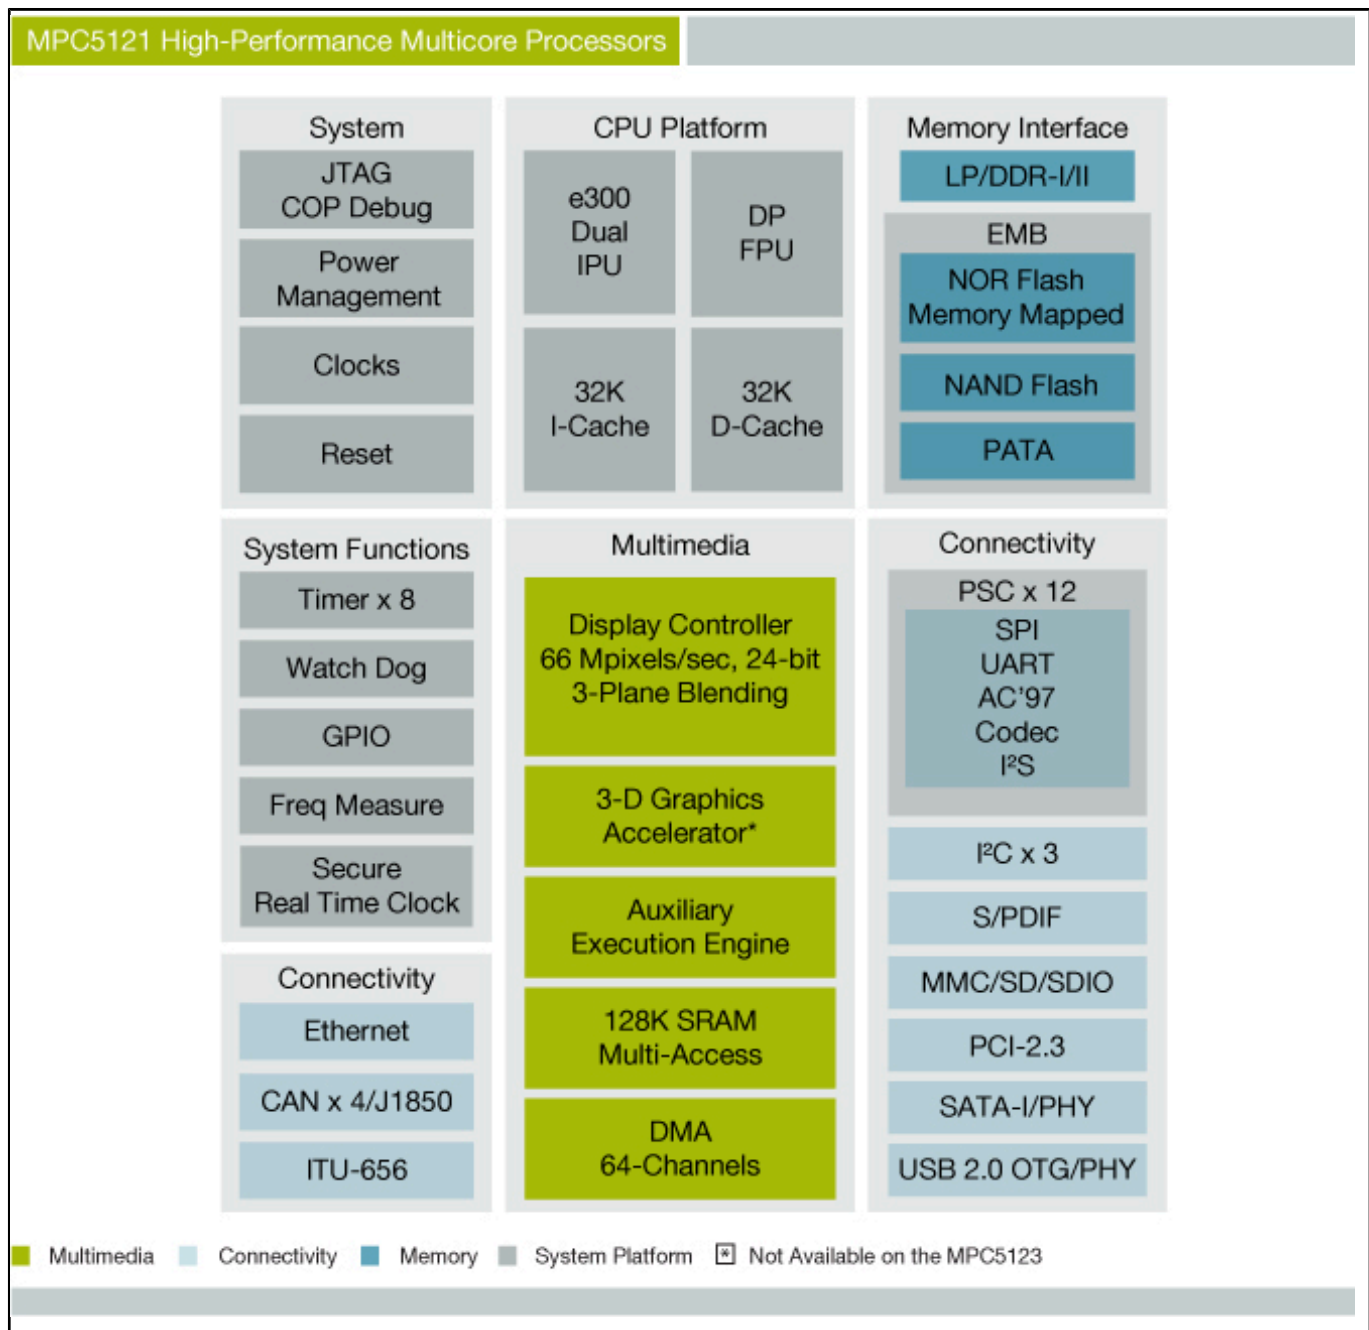 MPC5121 High-Performance Multicore Processors
System
JTAG
COP Debug
Power
Management
Clocks
Reset
CPU Platform
e300
Dual
IPU
DP
FPU
32K
I-Cache
32K
D-Cache
Memory Interface
LP/DDR-I/II
EMB
NOR Flash
Memory Mapped
NAND Flash
PATA
System Functions
Timer x 8
Watch Dog
GPIO
Freq Measure
Secure
Real Time Clock
Connectivity
Ethernet
CAN x 4/J1850
ITU-656
Multimedia
Display Controller
66 Mpixels/sec, 24-bit
3-Plane Blending
3-D Graphics
Accelerator*
Auxiliary
Execution Engine
128K SRAM
Multi-Access
DMA
64-Channels
Connectivity
PSC x 12
SPI
UART
AC’97
Codec
I²S
I²C x 3
S/PDIF
MMC/SD/SDIO
PCI-2.3
SATA-I/PHY
USB 2.0 OTG/PHY
Multimedia Connectivity Memory System Platform * Not Available on the MPC5123